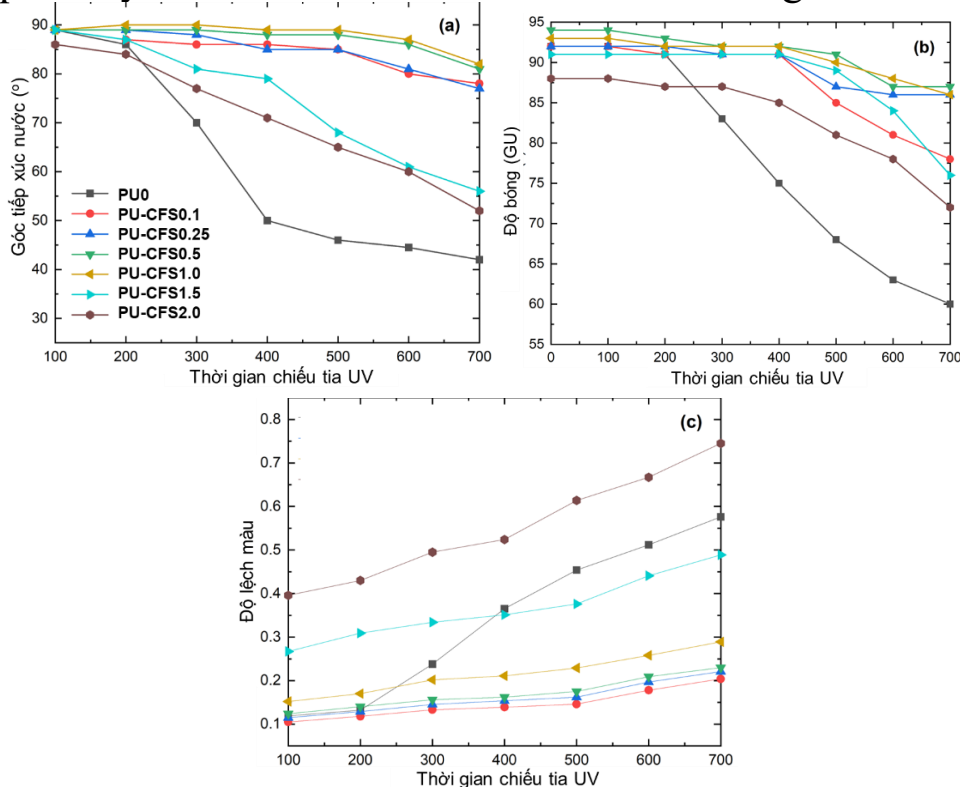 (a)
Góc tiếp xúc nước (º)
90
80
70
60
50
40
30
PU0
PU-CFS0.1
PU-CFS0.25
PU-CFS0.5
PU-CFS1.0
PU-CFS1.5
PU-CFS2.0
100 200 300 400 500 600 700
Thời gian chiếu tia UV
(b)
Độ bóng (GU)
95
90
85
80
75
70
65
60
55
0 100 200 300 400 500 600 700
Thời gian chiếu tia UV
(c)
Độ lệch màu
0.8
0.7
0.6
0.5
0.4
0.3
0.2
0.1
100 200 300 400 500 600 700
Thời gian chiếu tia UV